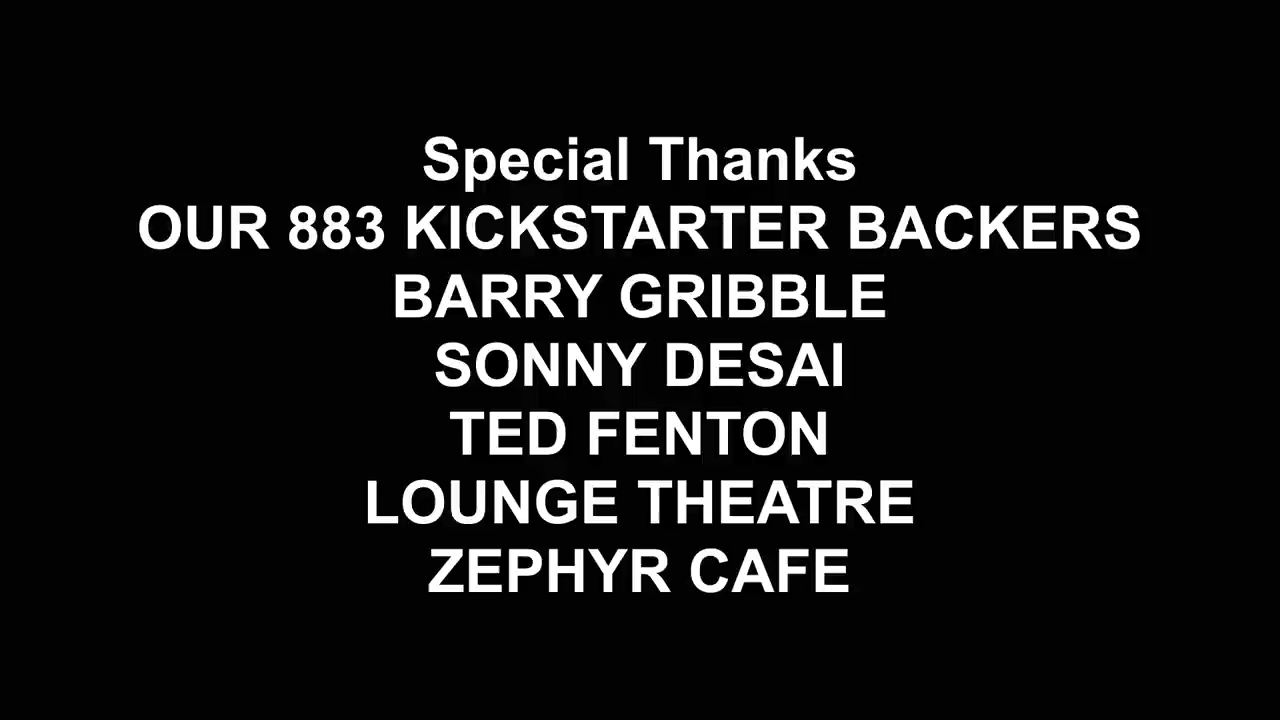 Special Thanks
OUR 883 KICKSTARTER BACKERS
BARRY GRIBBLE
SONNY DESAI
TED FENTON
LOUNGE THEATRE
ZEPHYR CAFE